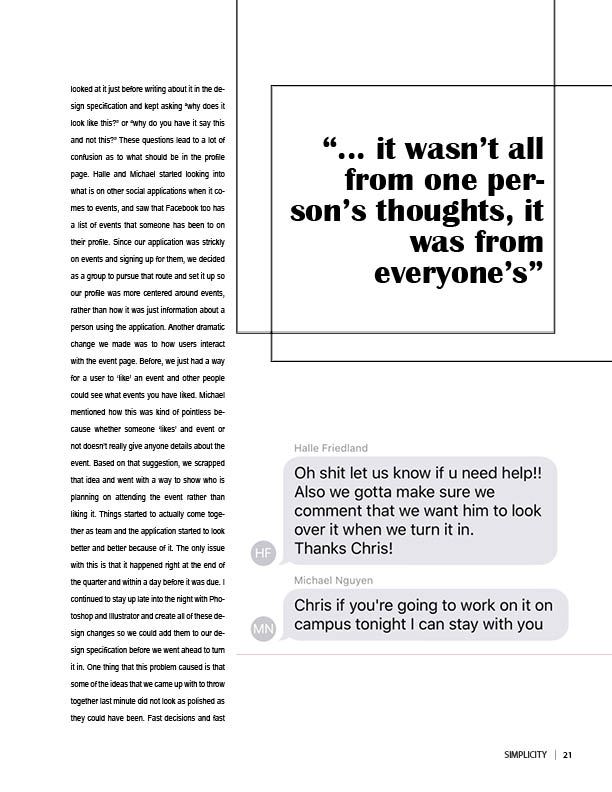 looked at it just before writing about it in the de-
sign specification and kept asking "why does it
look like this?" or "why do you have it say this
and not this?" These questions lead to a lot of
confusion as to what should be in the profile
page. Halle and Michael started looking into
what is on other social applications when it co-
mes to events, and saw that Facebook too has
a list of events that someone has been to on
their profile. Since our application was strickly
on events and signing up for them, we decided
as a group to pursue that route and set it up so
our profile was more centered around events,
rather than how it was just information about a
person using the application. Another dramatic
change we made was to how users interact
with the event page. Before, we just had a way
for a user to 'like' an event and other people
could see what events you have liked. Michael
mentioned how this was kind of pointless be-
cause whether someone 'likes' and event or
not doesn't really give anyone details about the
event. Based on that suggestion, we scrapped
that idea and went with a way to show who is
planning on attending the event rather than
liking it. Things started to actually come toge-
ther as team and the application started to look
better and better because of it. The only issue
with this is that it happened right at the end of
the quarter and within a day before it was due. I
continued to stay up late into the night with Pho-
toshop and Illustrator and create all of these de-
sign changes so we could add them to our de-
sign specification before we went ahead to turn
it in. One thing that this problem caused is that
some of the ideas that we came up with to throw
together last minute did not look as polished as
they could have been. Fast decisions and fast
"... it wasn't all
from one per-
son's thoughts, it
was from
everyone's"
Halle Friedland
Oh shit let us know if u need help!!
Also we gotta make sure we
comment that we want him to look
over it when we turn it in.
Thanks Chris!
HF
Michael Nguyen
Chris if you're going to work on it on
campus tonight I can stay with you
MN
SIMPLICITY | 21